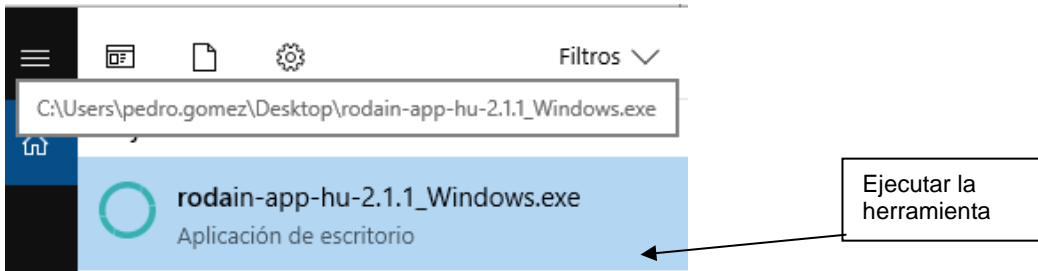 Filtros
C:\Users\pedro.gomez\Desktop\rodain-app-hu-2.1.1_Windows.exe
rodain-app-hu-2.1.1_Windows.exe
Aplicación de escritorio
Ejecutar la
herramienta